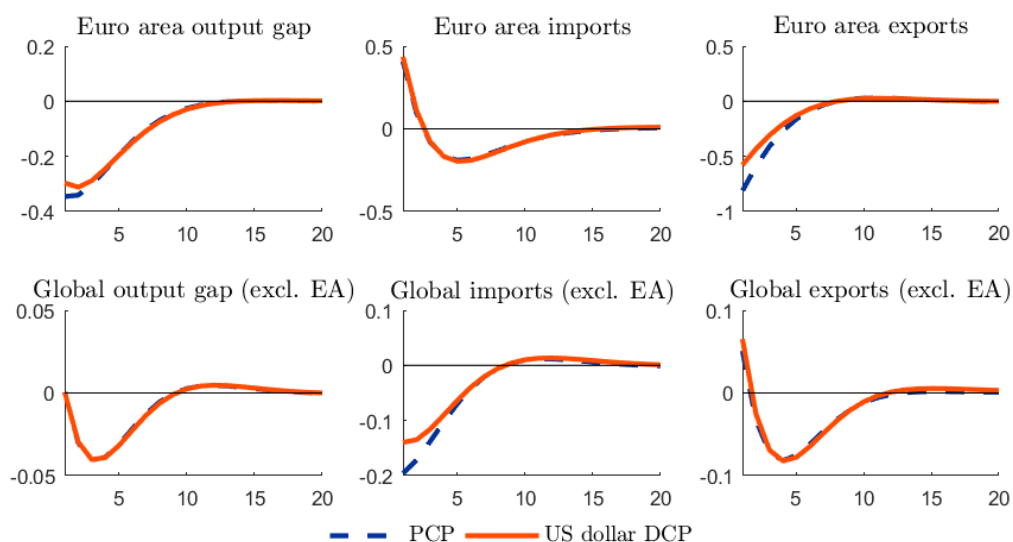 Euro area output gap
0.2
0
-0.2
-0.4
5 10 15 20
Euro area imports
0.5
0
-0.5
5 10 15 20
Euro area exports
0.5
0
-0.5
-1
5 10 15 20
Global output gap (excl. EA)
0.05
0
-0.05
5 10 15 20
Global imports (excl. EA)
0.1
0
-0.1
-0.2
5 10 15 20
Global exports (excl. EA)
0.1
0
-0.1
5 10 15 20
PCP US dollar DCP